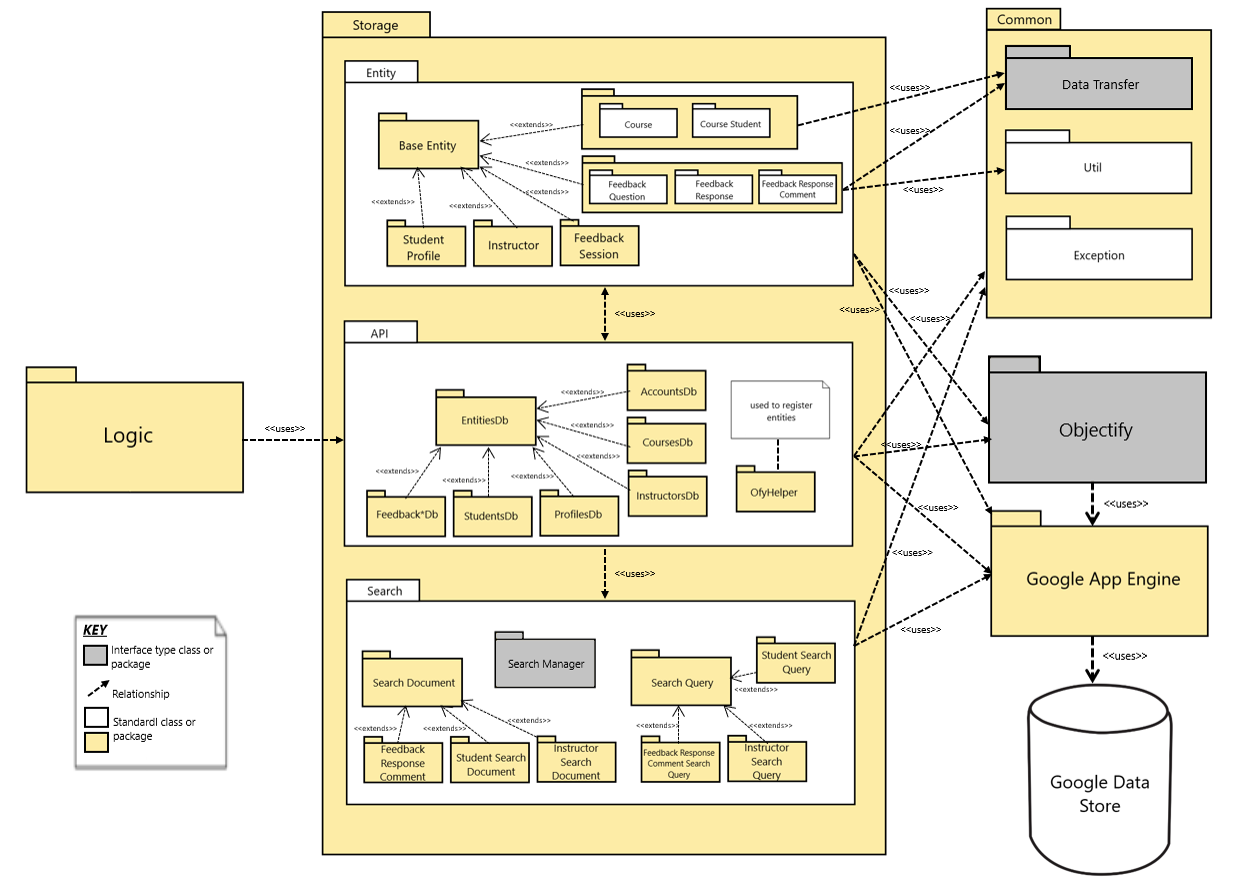 Storage
Common
Entity
Data Transfer
<<uses>>
Course
Course Student
<<extends>>
Base Entity
<<uses>>
<<extends>>
Util
Feedback
Question
Feedback
Response
Feedback Response
Comment
<<uses>>
<<extends>>
<<extends>>
<<extends>>
Student
Profile
Instructor
Feedback
Session
Exception
<<uses>>
<<uses>>
<<uses>>
<<uses>>
API
<<extends>>
AccountsDb
used to register
entities
EntitiesDb
<<extends>>
CoursesDb
Logic
<<uses>>
Objectify
<<uses>>
<<extends>>
<<extends>>
<<extends>>
<<extends>>
InstructorsDb
OfyHelper
Feedback*Db
StudentsDb
ProfilesDb
<<uses>>
<<uses>>
<<uses>>
<<uses>>
Google App Engine
Search
<<uses>>
KEY
Interface type class or
package
Relationship
Standardl class or
package
Search Manager
Student Search
Query
Search Document
Search Query
<<extends>>
<<extends>>
<<extends>>
<<extends>>
<<extends>>
<<extends>>
Feedback
Response
Comment
Student Search
Document
Instructor
Search
Document
Feedback Response
Comment Search
Query
Instructor
Search
Query
<<uses>>
<<uses>>
Google Data
Store